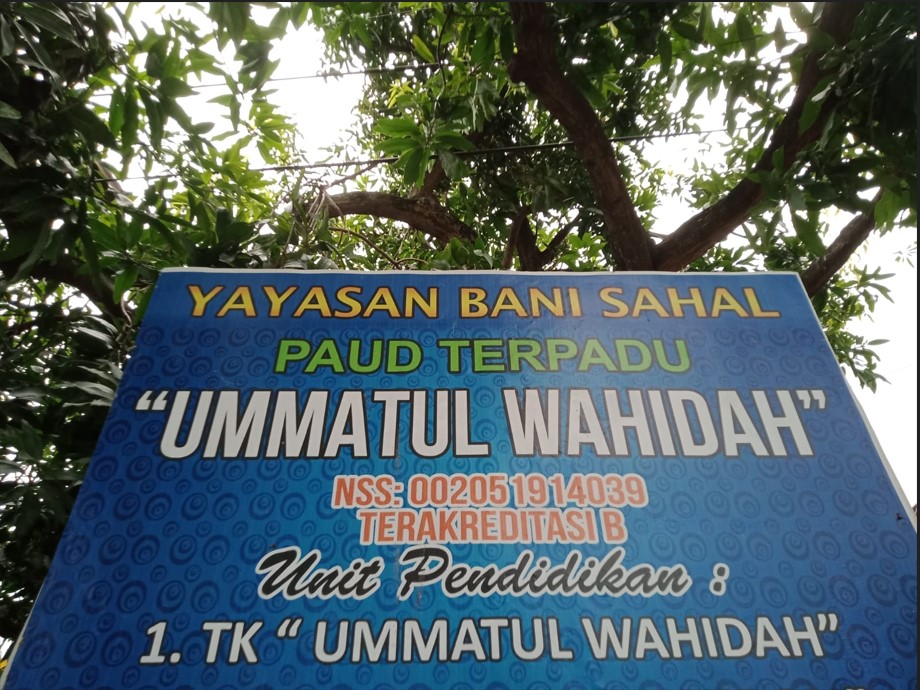 YAYASAN BANI SAHAL
PAUD TERPADU
“UMMATUL WAHIDAH”
NSS: 002051914039
TERAKREDITASI B
Unit Pendidikan :
1. TK “ UMMATUL WAHIDAH”